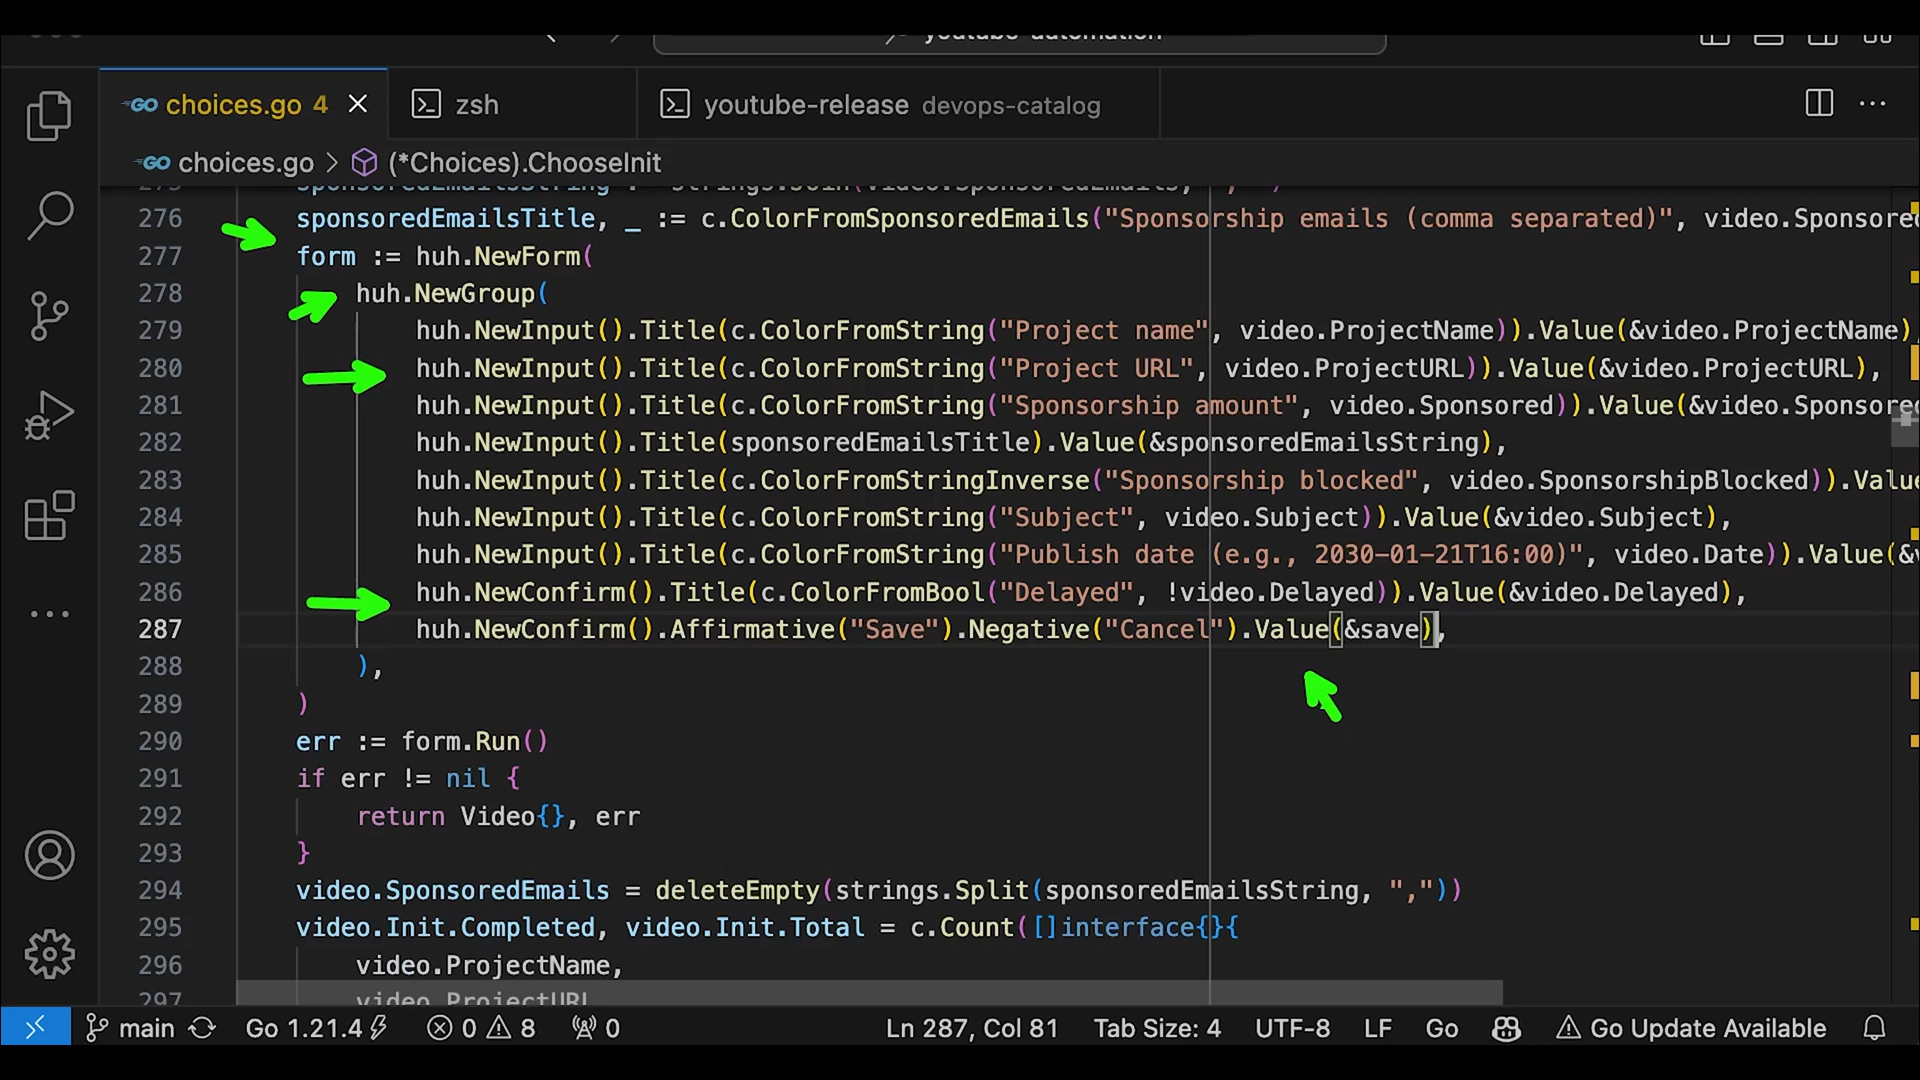 youtube-automation
choices.go 4
zsh
youtube-release devops-catalog
choices.go > (*Choices).ChooseInit
276 sponsoredEmailsTitle, _ := c.ColorFromSponsoredEmails("Sponsorship emails (comma separated)", video.Sponsored
277 form := huh.NewForm(
278 huh.NewGroup(
279 huh.NewInput().Title(c.ColorFromString("Project name", video.ProjectName)).Value(&video.ProjectName)
280 huh.NewInput().Title(c.ColorFromString("Project URL", video.ProjectURL)).Value(&video.ProjectURL),
281 huh.NewInput().Title(c.ColorFromString("Sponsorship amount", video.Sponsored)).Value(&video.Sponsored
282 huh.NewInput().Title(sponsoredEmailsTitle).Value(&sponsoredEmailsString),
283 huh.NewInput().Title(c.ColorFromStringInverse("Sponsorship blocked", video.SponsorshipBlocked)).Value
284 huh.NewInput().Title(c.ColorFromString("Subject", video.Subject)).Value(&video.Subject),
285 huh.NewInput().Title(c.ColorFromString("Publish date (e.g., 2030-01-21T16:00)", video.Date)).Value(&v
286 huh.NewConfirm().Title(c.ColorFromBool("Delayed", !video.Delayed)).Value(&video.Delayed),
287 huh.NewConfirm().Affirmative("Save").Negative("Cancel").Value(&save),
288 ),
289 )
290 err := form.Run()
291 if err != nil {
292 return Video{}, err
293 }
294 video.SponsoredEmails = deleteEmpty(strings.Split(sponsoredEmailsString, ","))
295 video.Init.Completed, video.Init.Total = c.Count([]interface{}{
296 video.ProjectName,
297 video.ProjectURL
main Go 1.21.4 0 8 0 Ln 287, Col 81 Tab Size: 4 UTF-8 LF Go Go Update Available